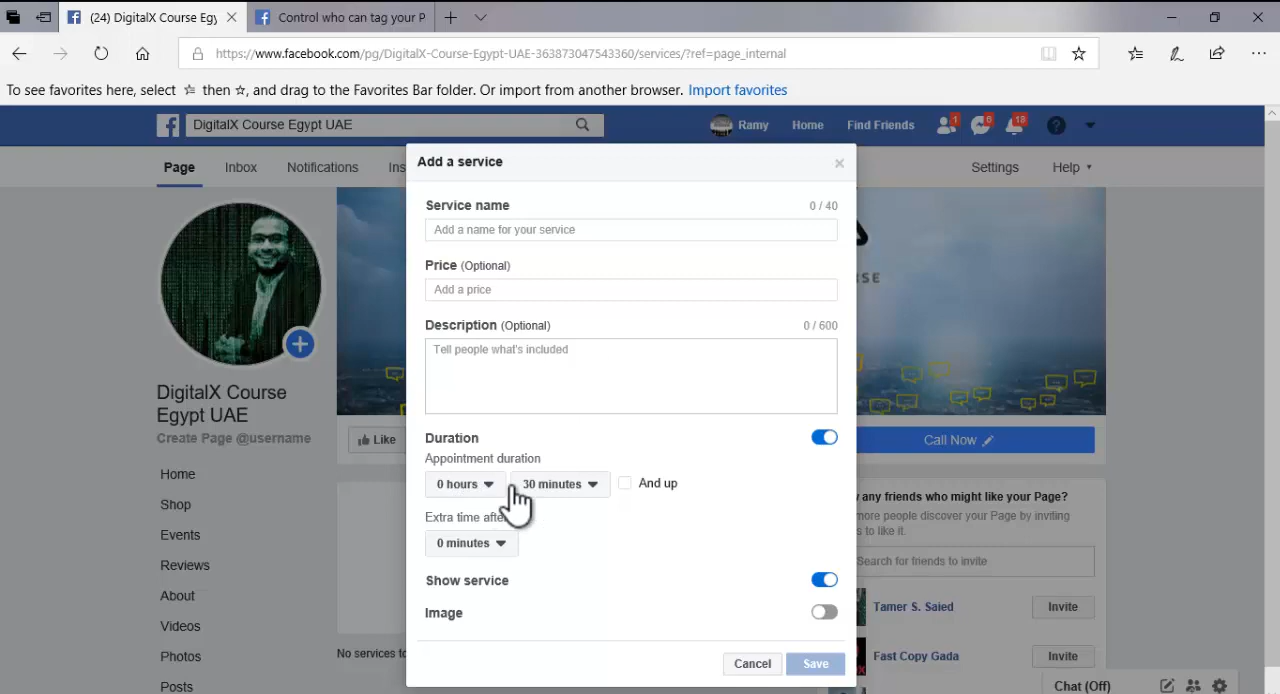 (24) DigitalX Course Eg
Control who can tag your P
https://www.facebook.com/pg/DigitalX-Course-Egypt-UAE-363873047543360/services/?ref=page_internal
To see favorites here, select then , and drag to the Favorites Bar folder. Or import from another browser. Import favorites
DigitalX Course Egypt UAE
Ramy Home Find Friends 1 6 18
Page Inbox Notifications Ins Settings Help
Add a service
Service name 0 / 40
Add a name for your service
Price (Optional)
Add a price
Description (Optional) 0 / 600
Tell people what's included
Duration
Appointment duration
0 hours 30 minutes And up
Extra time afte
0 minutes
Show service
Image
Cancel Save
DigitalX Course
Egypt UAE
Create Page @username
Home
Shop
Events
Reviews
About
Videos
Photos
Posts
RSE
Like
Call Now
No services to
any friends who might like your Page?
more people discover your Page by inviting
s to like it.
Search for friends to invite
Tamer S. Saied Invite
Fast Copy Gada Invite
Chat (Off)